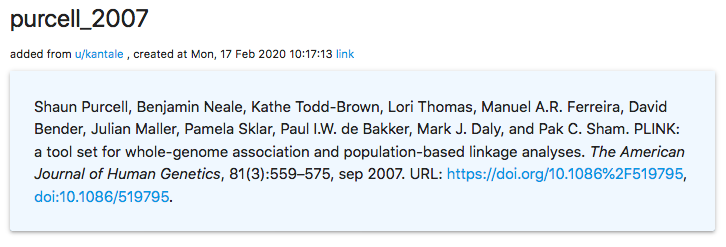 purcell_2007
added from u/kantale , created at Mon, 17 Feb 2020 10:17:13 link
Shaun Purcell, Benjamin Neale, Kathe Todd-Brown, Lori Thomas, Manuel A.R. Ferreira, David
Bender, Julian Maller, Pamela Sklar, Paul I.W. de Bakker, Mark J. Daly, and Pak C. Sham. PLINK:
a tool set for whole-genome association and population-based linkage analyses. The American
Journal of Human Genetics, 81(3):559–575, sep 2007. URL: https://doi.org/10.1086%2F519795,
doi:10.1086/519795.